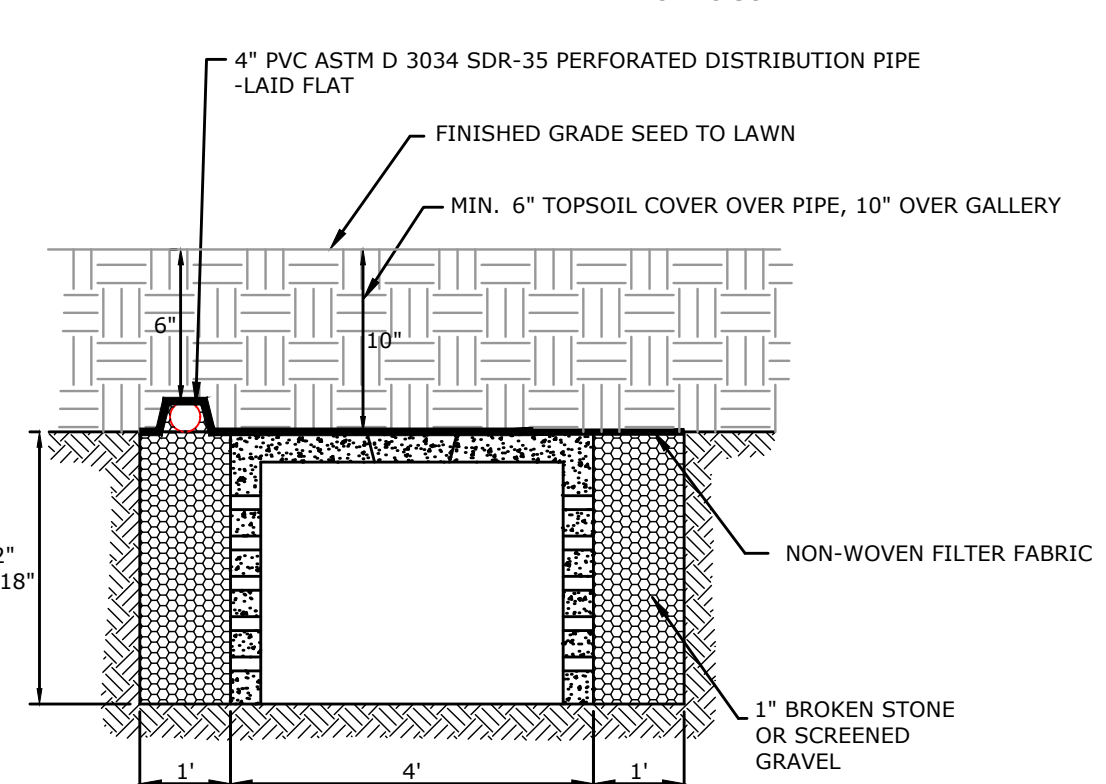 4" PVC ASTM D 3034 SDR-35 PERFORATED DISTRIBUTION PIPE
-LAID FLAT
FINISHED GRADE SEED TO LAWN
MIN. 6" TOPSOIL COVER OVER PIPE, 10" OVER GALLERY
6"
10"
2"
18"
NON-WOVEN FILTER FABRIC
1" BROKEN STONE
OR SCREENED
GRAVEL
1'
4'
1'